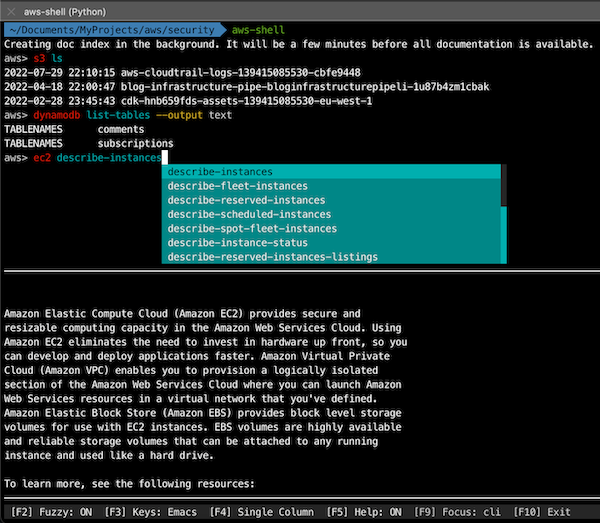 aws-shell (Python)
~/Documents/MyProjects/aws/security aws-shell
Creating doc index in the background. It will be a few minutes before all documentation is available.
aws> s3 ls
2022-07-29 22:10:15 aws-cloudtrail-logs-139415085530-cbfe9448
2022-04-18 22:00:47 blog-infrastructure-pipe-bloginfrastructurepipeli-1u87b4zm1cbak
2022-02-28 23:45:43 cdk-hnb659fds-assets-139415085530-eu-west-1
aws> dynamodb list-tables --output text
TABLENAMES comments
TABLENAMES subscriptions
aws> ec2 describe-instances
describe-instances
describe-fleet-instances
describe-reserved-instances
describe-scheduled-instances
describe-spot-fleet-instances
describe-instance-status
describe-reserved-instances-listings
Amazon Elastic Compute Cloud (Amazon EC2) provides secure and
resizable computing capacity in the Amazon Web Services Cloud. Using
Amazon EC2 eliminates the need to invest in hardware up front, so you
can develop and deploy applications faster. Amazon Virtual Private
Cloud (Amazon VPC) enables you to provision a logically isolated
section of the Amazon Web Services Cloud where you can launch Amazon
Web Services resources in a virtual network that you've defined.
Amazon Elastic Block Store (Amazon EBS) provides block level storage
volumes for use with EC2 instances. EBS volumes are highly available
and reliable storage volumes that can be attached to any running
instance and used like a hard drive.
To learn more, see the following resources:
[F2] Fuzzy: ON [F3] Keys: Emacs [F4] Single Column [F5] Help: ON [F9] Focus: cli [F10] Exit